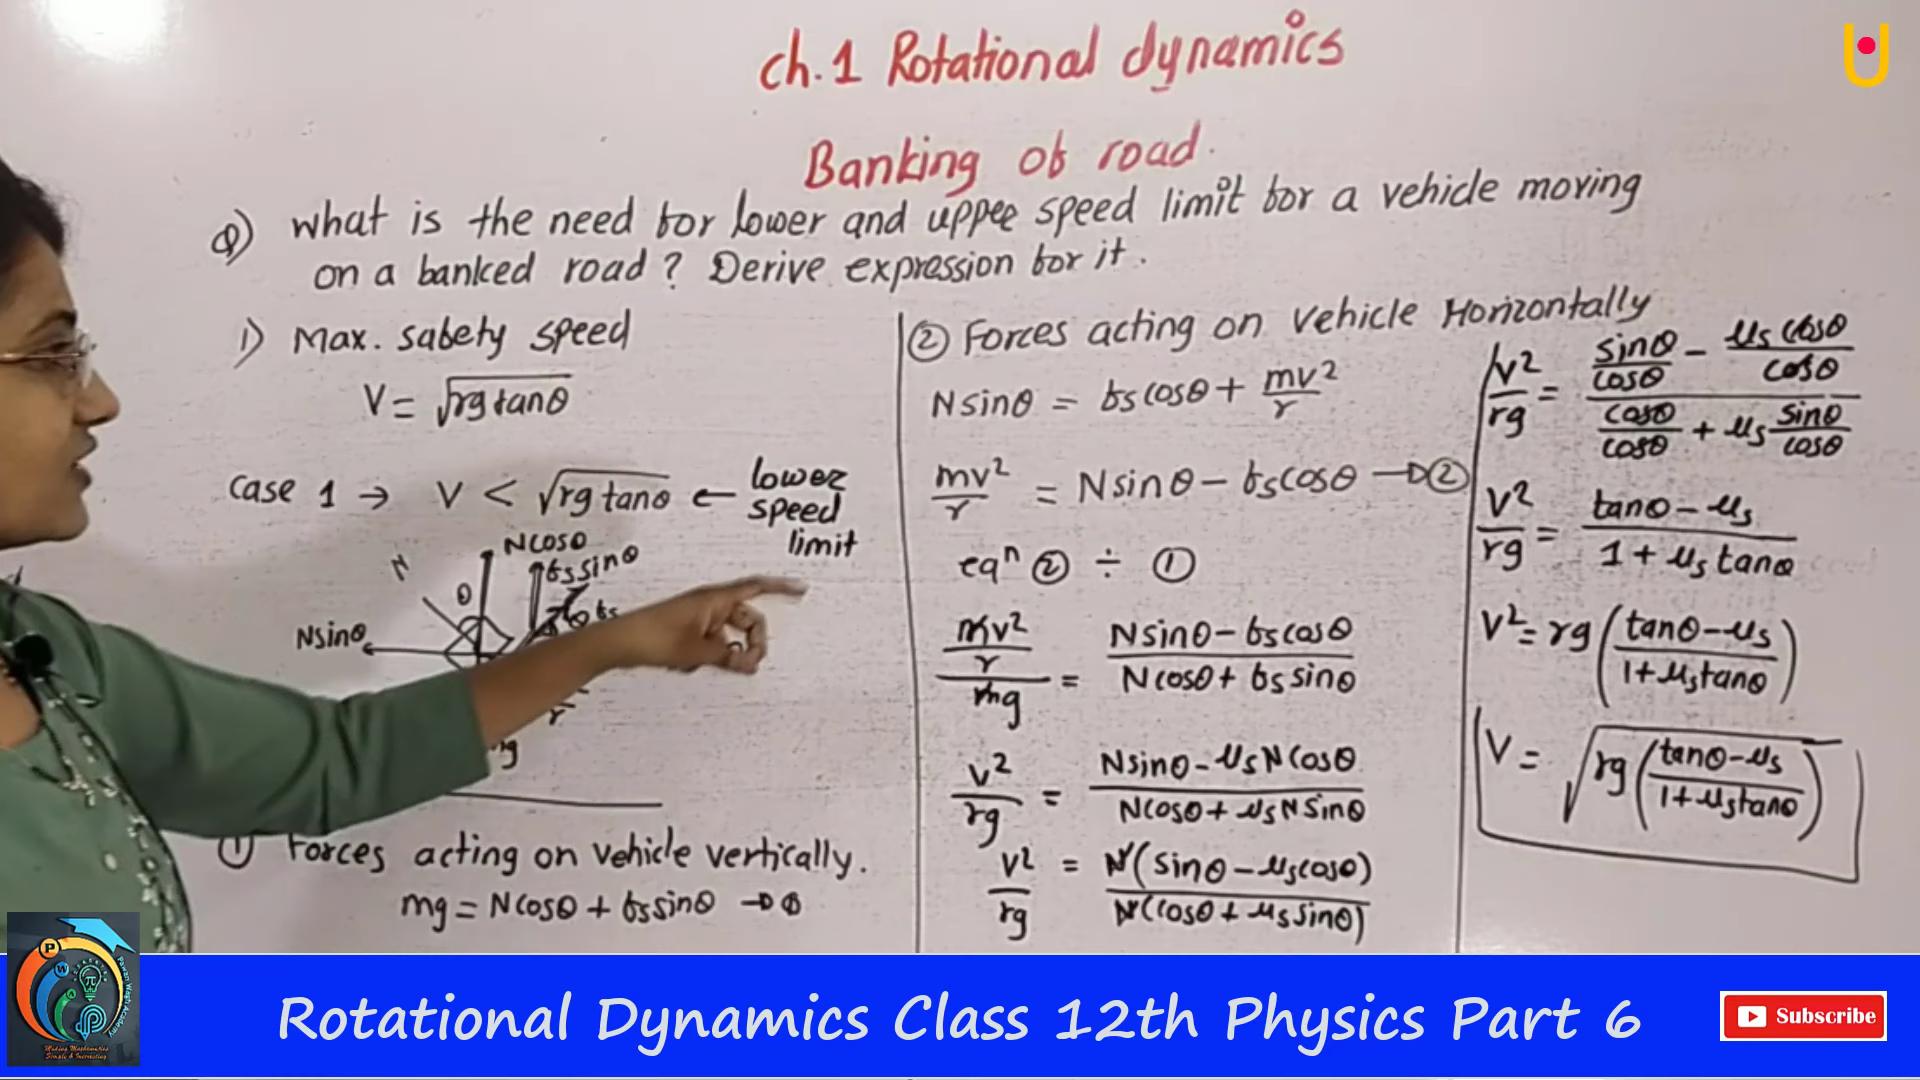 ch.1 Rotational dynamics
Banking of road.
Q) What is the need for lower and upper speed limit for a vehicle moving
on a banked road? Derive expression for it.
1) Max. safety speed
V = √rg tanθ
case 1 → V < √rg tanθ ← lower speed limit
N
Ncosθ
fs sinθ
θ
θ fs
Nsinθ
r
mg
① Forces acting on vehicle vertically.
mg = Ncosθ + fs sinθ → ①
② Forces acting on vehicle Horizontally
Nsinθ = fs cosθ + mv²/r
mv²/r = Nsinθ - fs cosθ → ②
eqⁿ ② ÷ ①
(mv²/r)/mg = (Nsinθ - fs cosθ)/(Ncosθ + fs sinθ)
v²/rg = (Nsinθ - μs N cosθ)/(Ncosθ + μs N sinθ)
v²/rg = N(sinθ - μs cosθ)/N(cosθ + μs sinθ)
v²/rg = (sinθ/cosθ - μs cosθ/cosθ)/(cosθ/cosθ + μs sinθ/cosθ)
v²/rg = (tanθ - μs)/(1 + μs tanθ)
v² = rg((tanθ - μs)/(1 + μs tanθ))
V = √rg((tanθ - μs)/(1 + μs tanθ))
Rotational Dynamics Class 12th Physics Part 6
Subscribe